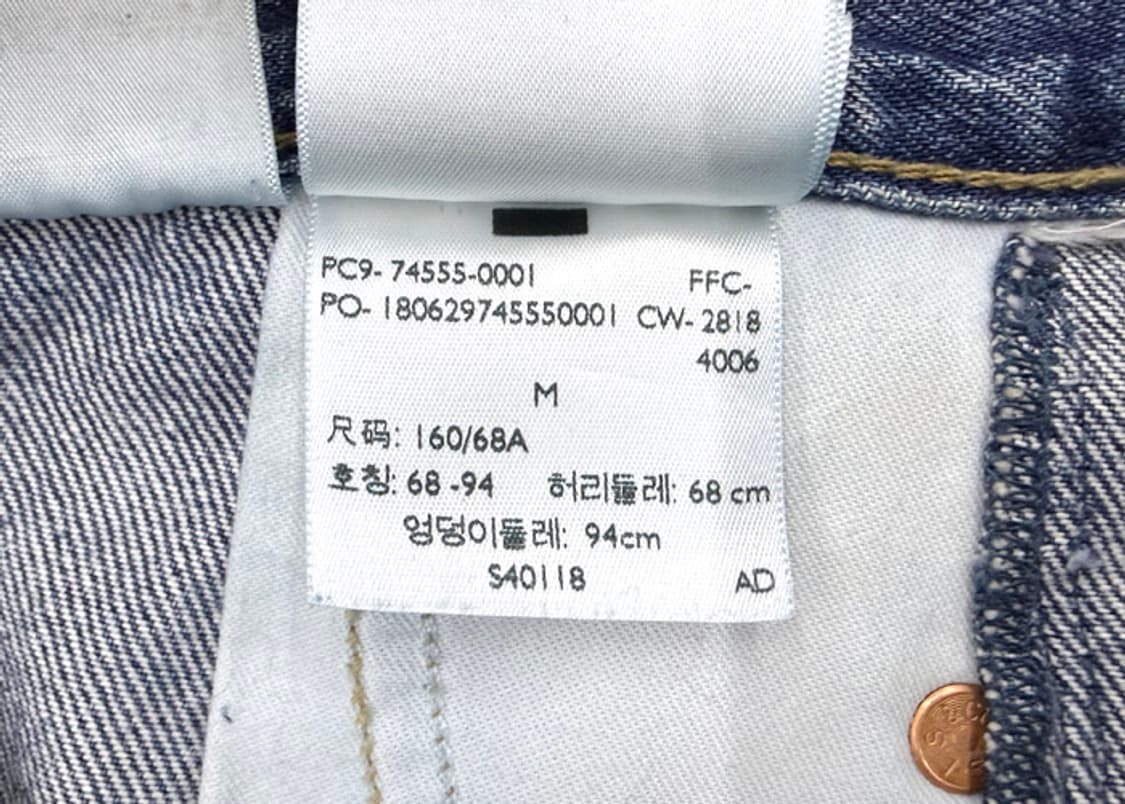 PC9- 74555-0001 FFC-
PO- 180629745550001 CW- 2818
4006
M
尺码: 160/68A
호칭: 68 -94 허리둘레: 68 cm
엉덩이둘레: 94cm
S40118 AD